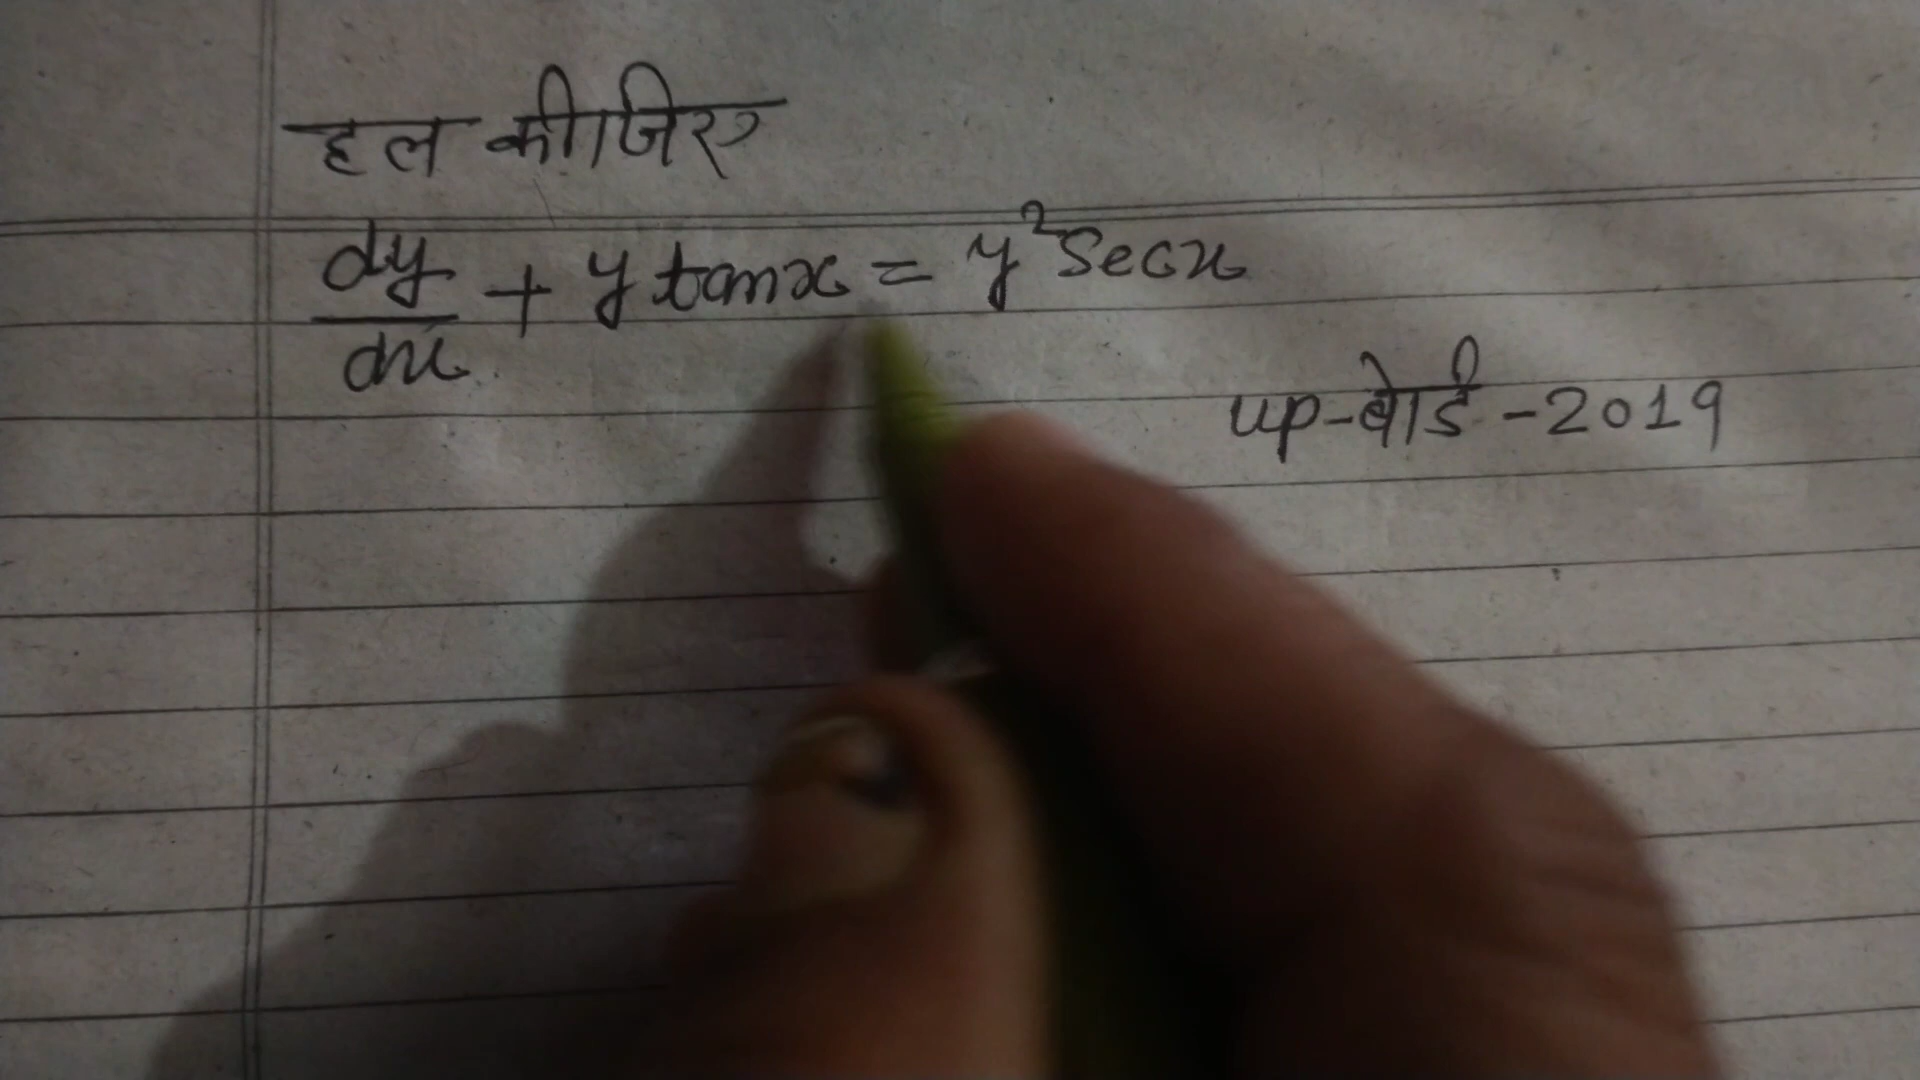 हल कीजिए
dy/dx + y tanx = y² Secx
up-बोर्ड -2019